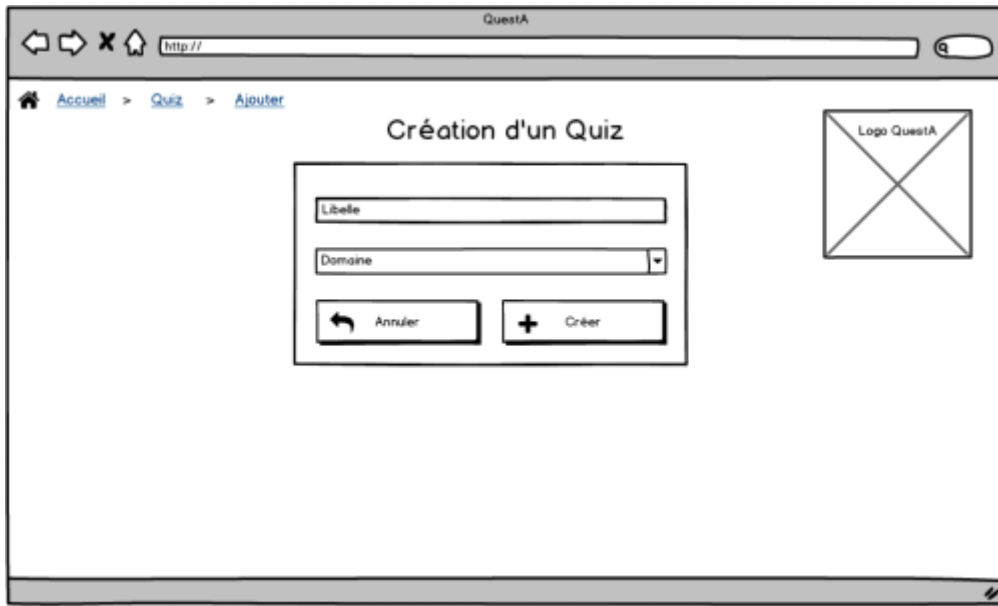 QuestA
http://
Accueil > Quiz > Ajouter
Création d'un Quiz
Logo QuestA
Libelle
Domaine
Annuler
Créer